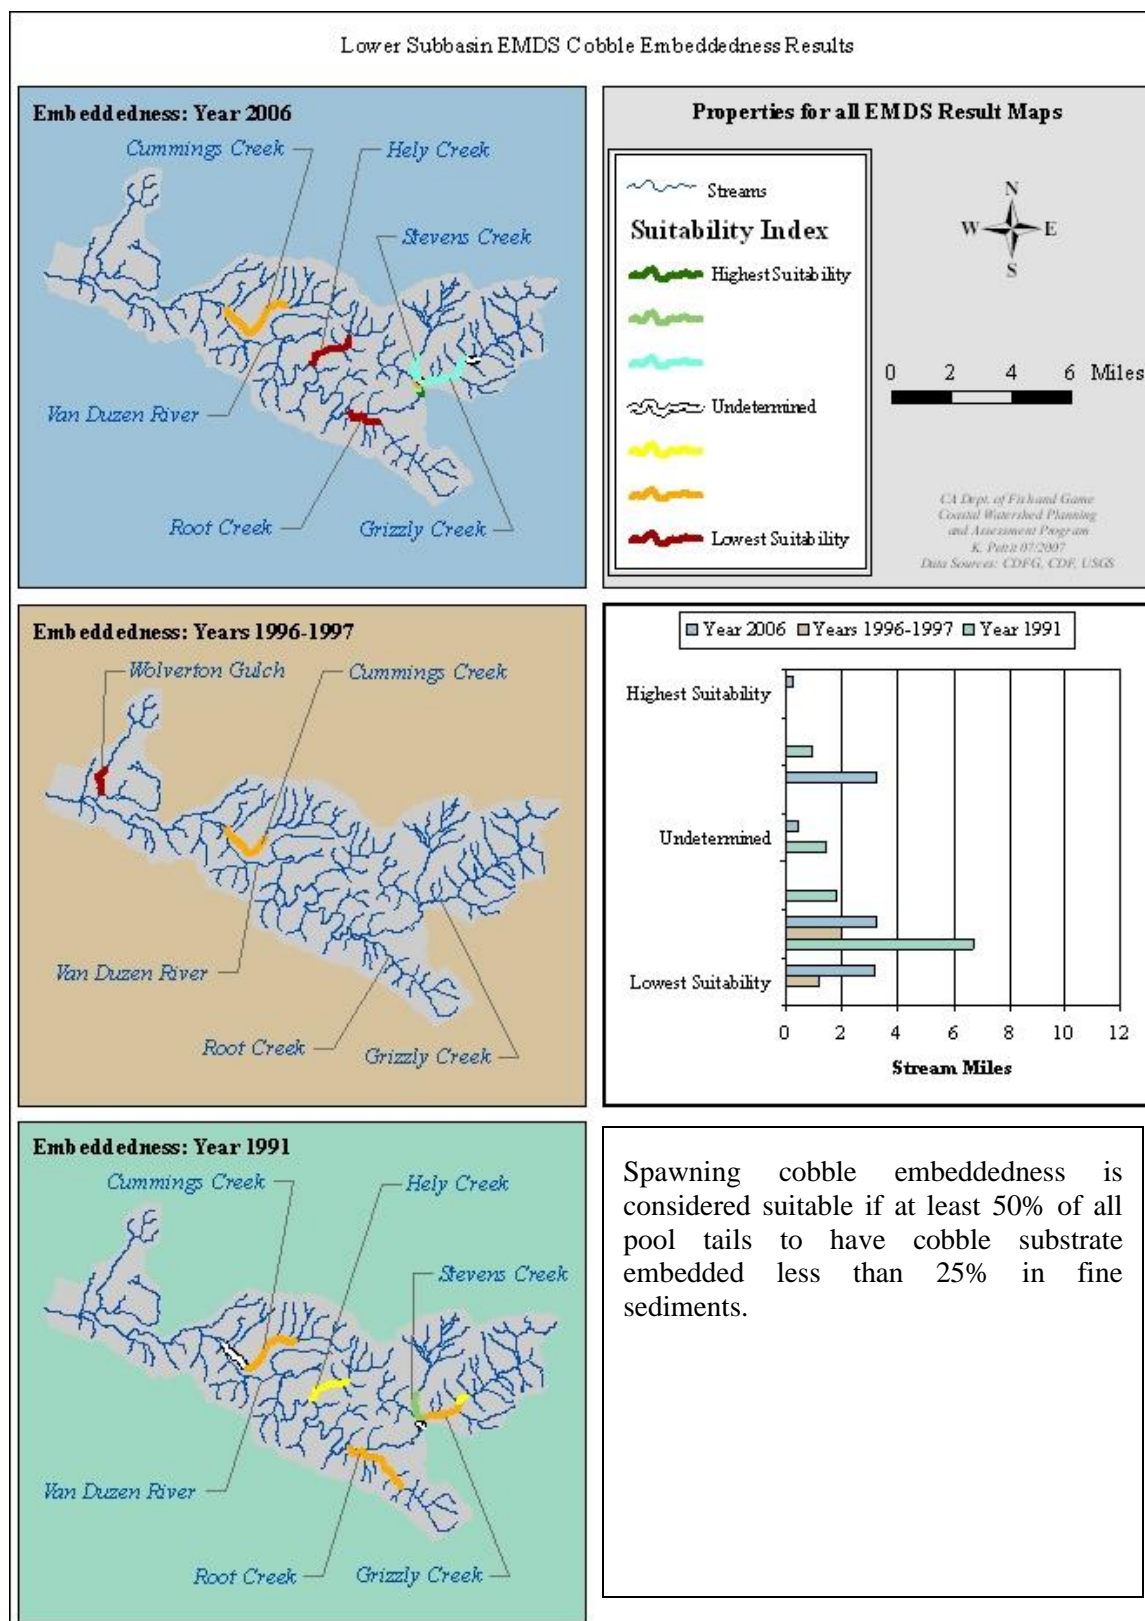 Lower Subbasin EMDS Cobble Embeddedness Results
Embeddedness: Year 2006
Cummings Creek
Hely Creek
Stevens Creek
Van Duzen River
Root Creek
Grizzly Creek
Properties for all EMDS Result Maps
Streams
Suitability Index
Highest Suitability
Undetermined
Lowest Suitability
N
W E
S
0 2 4 6 Miles
CA Dept. of Fish and Game
Coastal Watershed Planning
and Assessment Program
K. Pettit 07/2007
Data Sources: CDFG, CDF, USGS
Embeddedness: Years 1996-1997
Wolverton Gulch
Cummings Creek
Van Duzen River
Root Creek
Grizzly Creek
Year 2006 Years 1996-1997 Year 1991
Highest Suitability
Undetermined
Lowest Suitability
0 2 4 6 8 10 12
Stream Miles
Embeddedness: Year 1991
Cummings Creek
Hely Creek
Stevens Creek
Van Duzen River
Root Creek
Grizzly Creek
Spawning cobble embeddedness is
considered suitable if at least 50% of all
pool tails to have cobble substrate
embedded less than 25% in fine
sediments.